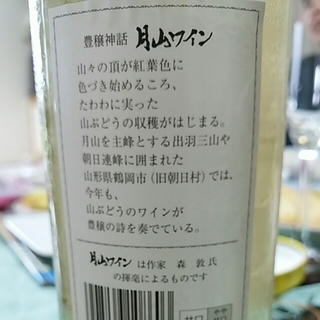 豊穣神話 月山ワイン
山々の頂が紅葉色に
色づき始めるころ、
たわわに実った
山ぶどうの収穫がはじまる。
月山を主峰とする出羽三山や
朝日連峰に囲まれた
山形県鶴岡市(旧朝日村)では、
今年も、
山ぶどうのワインが
豊穣の詩を奏でている。
月山ワイン は作家 森 敦 氏
の揮毫によるものです
甘口 やや